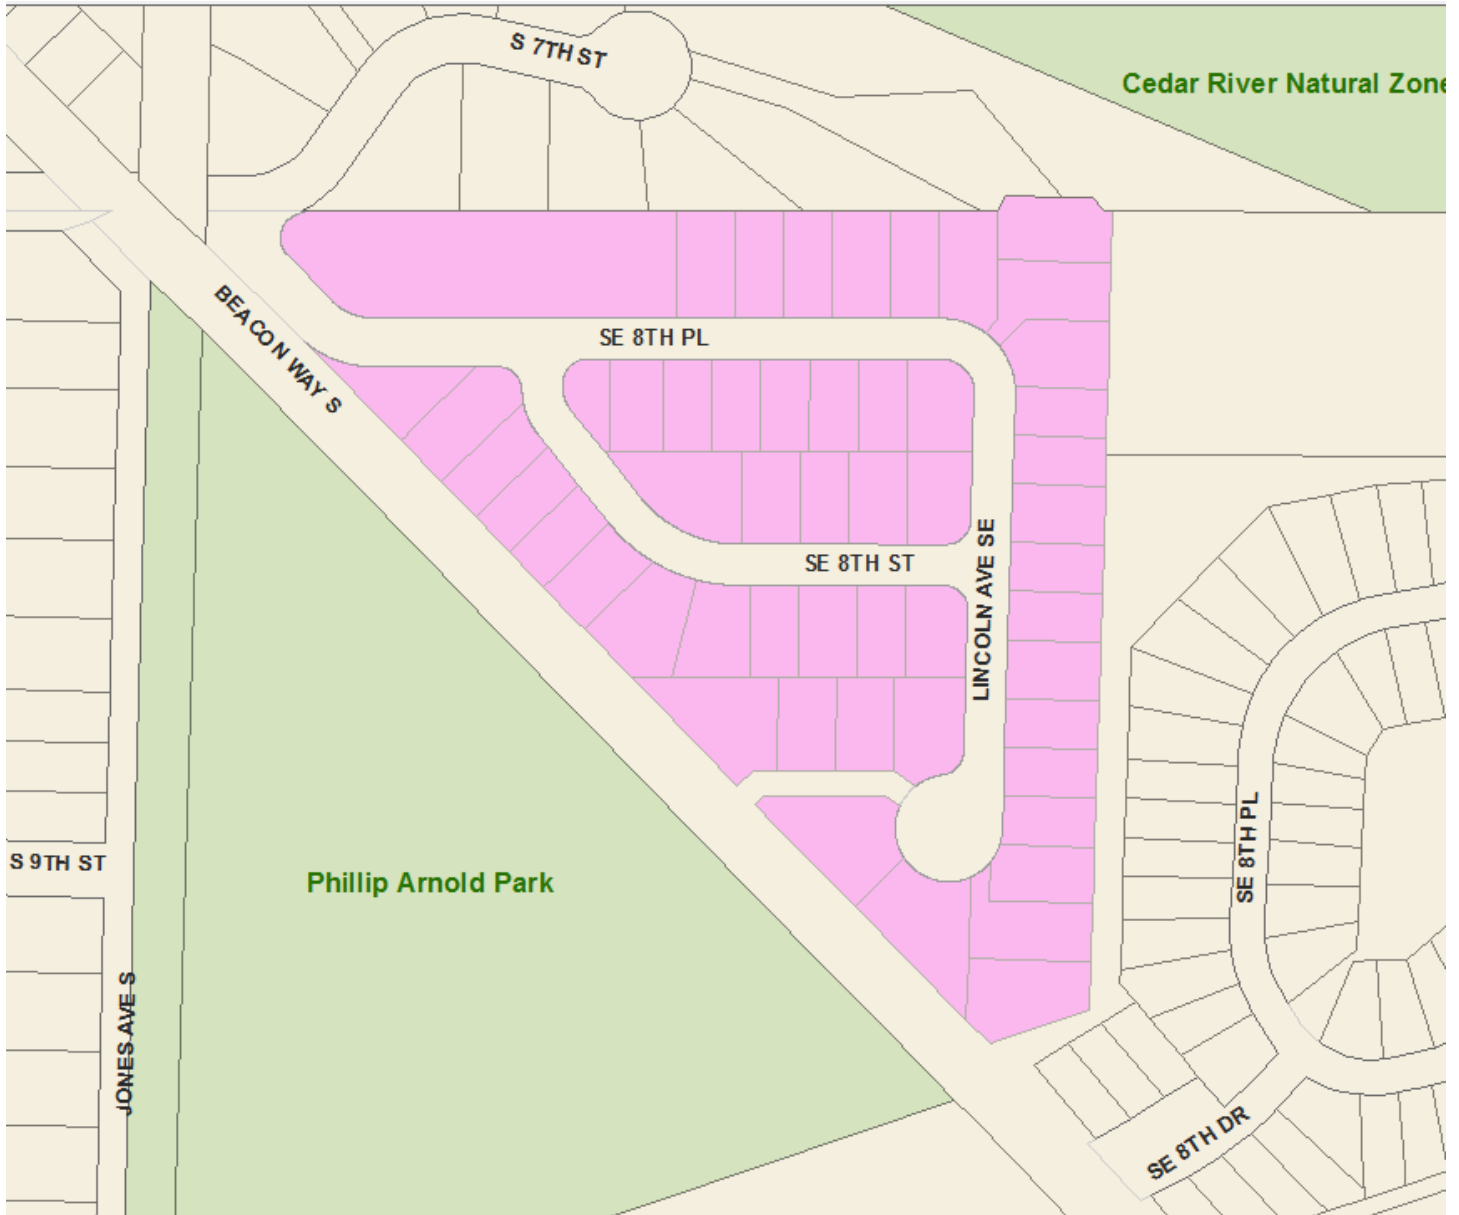 S 7TH ST
Cedar River Natural Zone
BEACON WAY S
SE 8TH PL
SE 8TH ST
LINCOLN AVE SE
SE 8TH PL
S 9TH ST
Phillip Arnold Park
JONES AVE S
SE 8TH DR